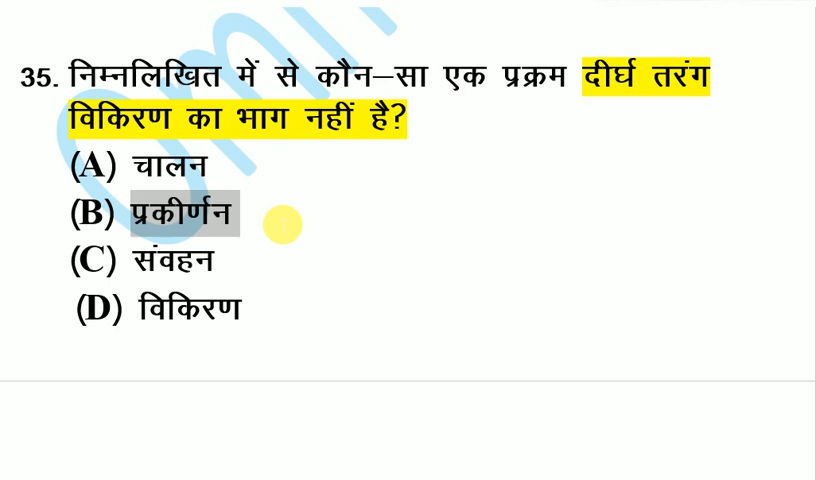 35. निम्नलिखित में से कौन–सा एक प्रक्रम दीर्घ तरंग
विकिरण का भाग नहीं है?
(A) चालन
(B) प्रकीर्णन
(C) संवहन
(D) विकिरण